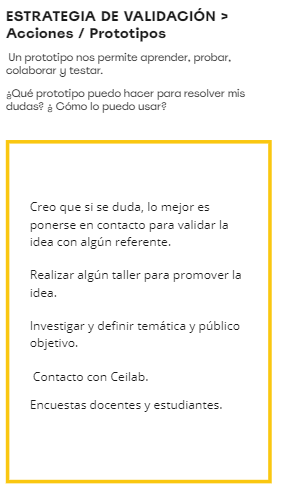 ESTRATEGIA DE VALIDACIÓN >
Acciones / Prototipos
Un prototipo nos permite aprender, probar,
colaborar y testar.
¿Qué prototipo puedo hacer para resolver mis
dudas? ¿ Cómo lo puedo usar?
Creo que si se duda, lo mejor es
ponerse en contacto para validar la
idea con algún referente.
Realizar algún taller para promover la
idea.
Investigar y definir temática y público
objetivo.
Contacto con Ceilab.
Encuestas docentes y estudiantes.